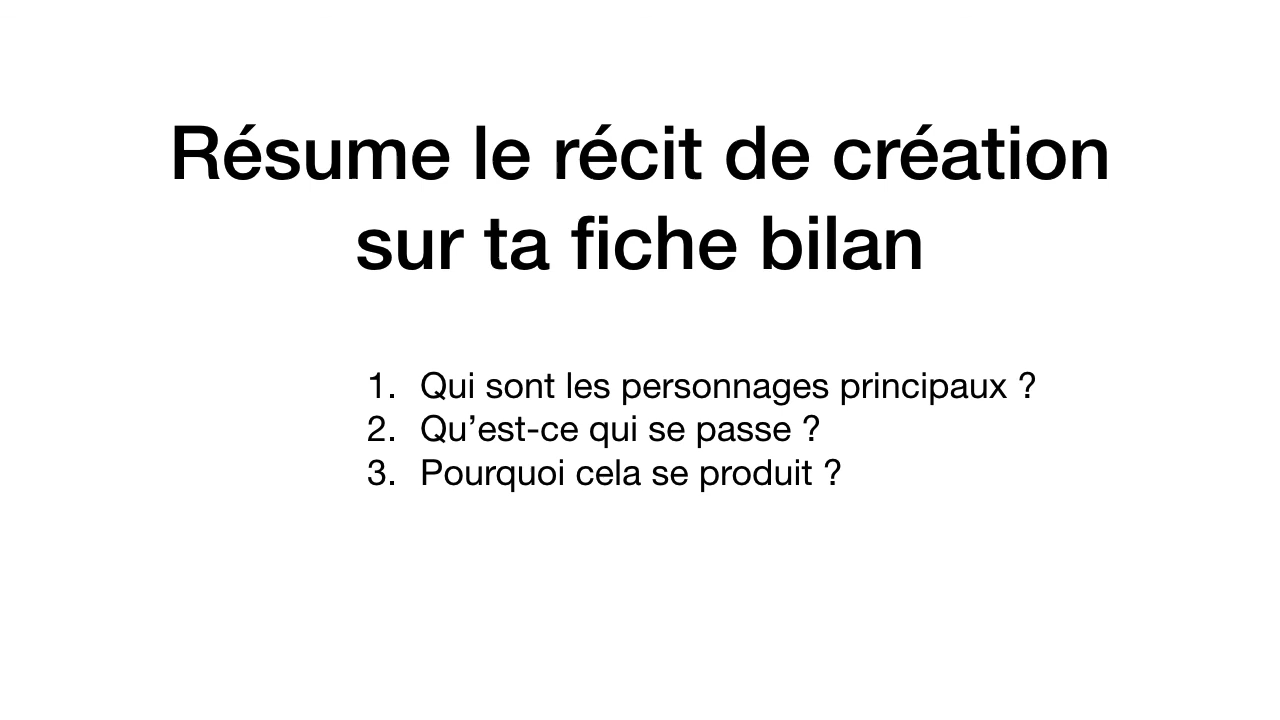 Résume le récit de création
sur ta fiche bilan
1. Qui sont les personnages principaux ?
2. Qu’est-ce qui se passe ?
3. Pourquoi cela se produit ?